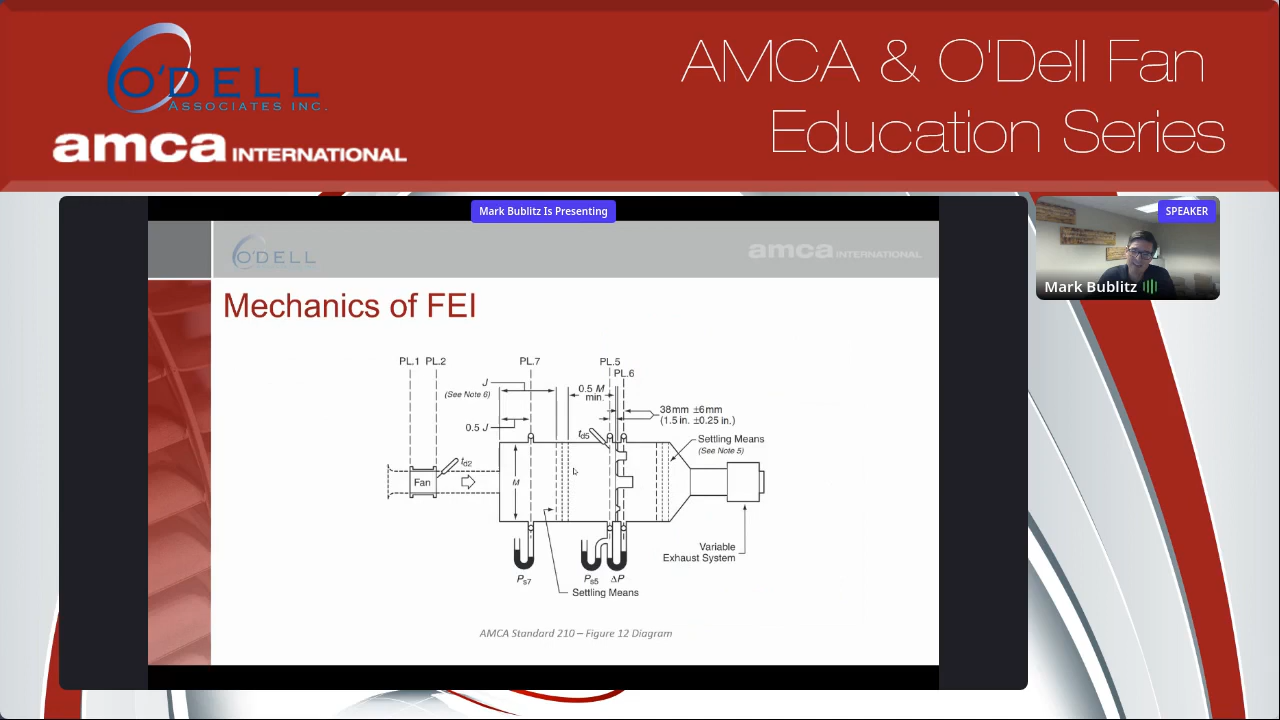 O'DELL
ASSOCIATES INC.
amca INTERNATIONAL
AMCA & O'Dell Fan
Education Series
Mark Bublitz Is Presenting
SPEAKER
Mark Bublitz
O'DELL
amca INTERNATIONAL
Mechanics of FEI
PL.1 PL.2 PL.7 PL.5
PL.6
J
(See Note 6)
0.5 M
min.
38mm ±6mm
(1.5 in. ±0.25 in.)
0.5 J
td5
Settling Means
(See Note 5)
td2
Fan
M
Variable
Exhaust System
Ps7 Ps5 ΔP
Settling Means
AMCA Standard 210 – Figure 12 Diagram